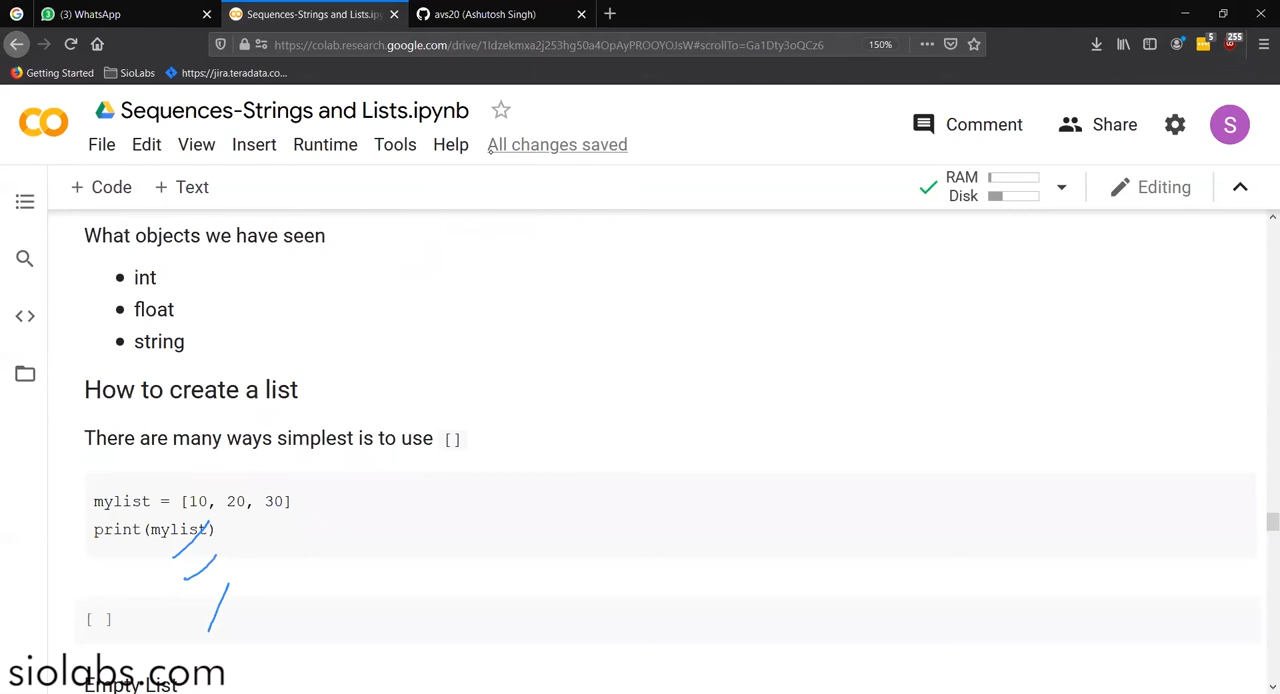 (3) WhatsApp
Sequences-Strings and Lists.ipyn
avs20 (Ashutosh Singh)
https://colab.research.google.com/drive/1ldzekmxa2j253hg50a4OpAyPROOYOJsW#scrollTo=Ga1Dty3oQCz6
150%
5
255
Getting Started
SioLabs
https://jira.teradata.co...
CO
Sequences-Strings and Lists.ipynb
Comment
Share
S
File Edit View Insert Runtime Tools Help All changes saved
+ Code + Text
RAM
Disk
Editing
What objects we have seen
• int
• float
• string
How to create a list
There are many ways simplest is to use []
mylist = [10, 20, 30]
print(mylist)
[ ]
siolabs.com
Empty List